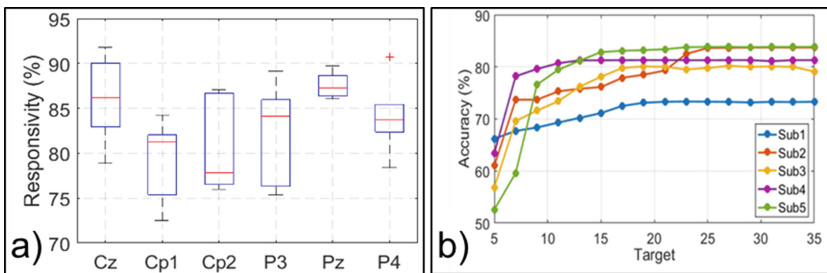 95
90
85
80
75
70
Responsivity (%)
Cz Cp1 Cp2 P3 Pz P4
a)
90
80
70
60
50
Accuracy (%)
5 10 15 20 25 30 35
Target
Sub1
Sub2
Sub3
Sub4
Sub5
b)